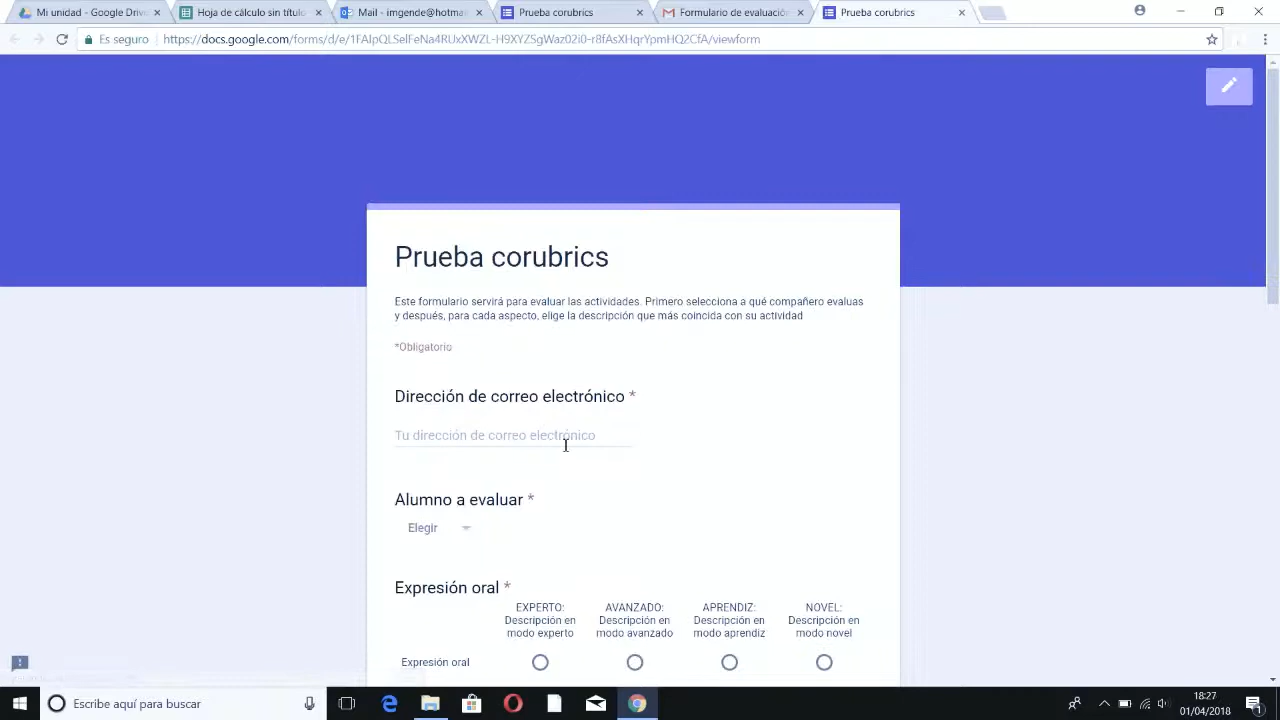 Mi unidad - Google Drive
Hoja de cálculo sin título
Mail - imgende@hotma
Prueba corubrics
Formulario de evaluación
Prueba corubrics
Es seguro
https://docs.google.com/forms/d/e/1FAIpQLSelFeNa4RUxXWZL-H9XYZSgWaz02i0-r8fAsXHqrYpmHQ2CfA/viewform
Prueba corubrics
Este formulario servirá para evaluar las actividades. Primero selecciona a qué compañero evaluas
y después, para cada aspecto, elige la descripción que más coincida con su actividad
*Obligatorio
Dirección de correo electrónico *
Tu dirección de correo electrónico
Alumno a evaluar *
Elegir
Expresión oral *
EXPERTO: Descripción en modo experto
AVANZADO: Descripción en modo avanzado
APRENDIZ: Descripción en modo aprendiz
NOVEL: Descripción en modo novel
Expresión oral
Escribe aquí para buscar
18:27
01/04/2018